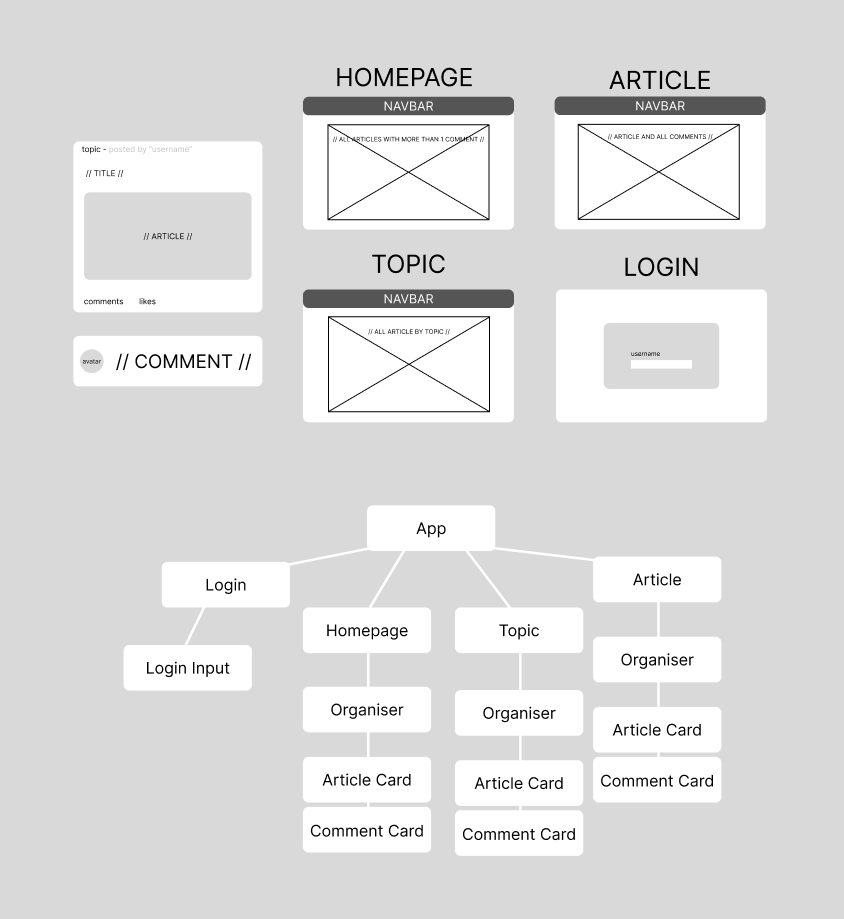 HOMEPAGE
NAVBAR
// ALL ARTICLES WITH MORE THAN 1 COMMENT //
ARTICLE
NAVBAR
// ARTICLE AND ALL COMMENTS //
topic - posted by "username"
// TITLE //
// ARTICLE //
comments likes
avatar // COMMENT //
TOPIC
NAVBAR
// ALL ARTICLE BY TOPIC //
LOGIN
username
App
Login
Login Input
Homepage
Organiser
Article Card
Comment Card
Topic
Organiser
Article Card
Comment Card
Article
Organiser
Article Card
Comment Card